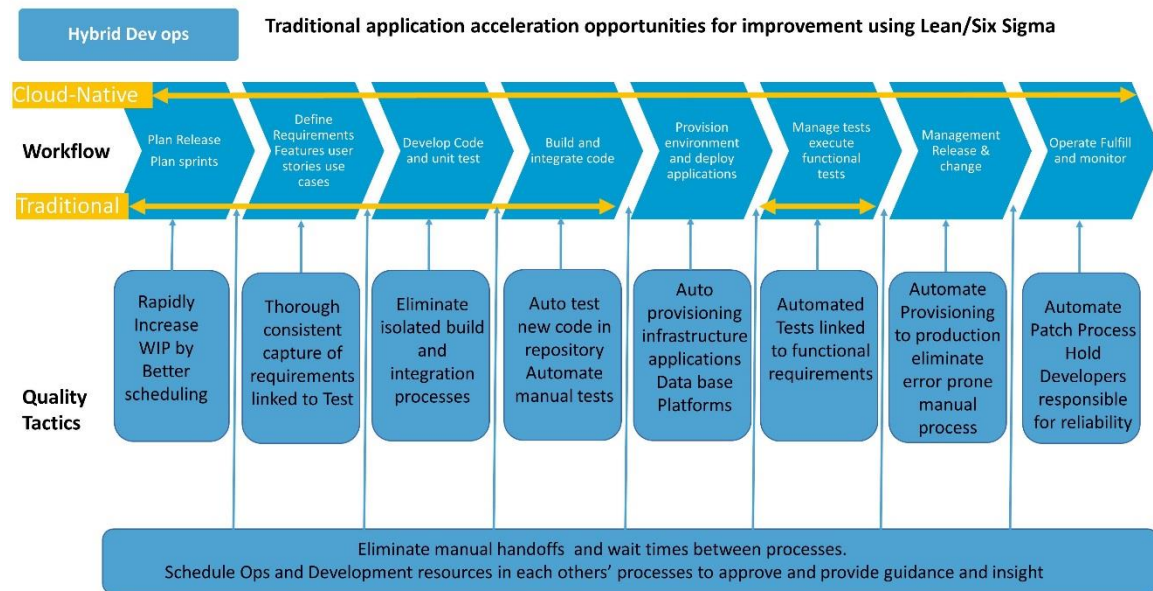 Hybrid Dev ops
Traditional application acceleration opportunities for improvement using Lean/Six Sigma
Cloud-Native
Workflow
Traditional
Plan Release
Plan sprints
Define
Requirements
Features user
stories use
cases
Develop Code
and unit test
Build and
integrate code
Provision
environment
and deploy
applications
Manage tests
execute
functional
tests
Management
Release &
change
Operate Fulfill
and monitor
Quality
Tactics
Rapidly
Increase
WIP by
Better
scheduling
Thorough
consistent
capture of
requirements
linked to Test
Eliminate
isolated build
and
integration
processes
Auto test
new code in
repository
Automate
manual tests
Auto
provisioning
infrastructure
applications
Data base
Platforms
Automated
Tests linked
to functional
requirements
Automate
Provisioning
to production
eliminate
error prone
manual
process
Automate
Patch Process
Hold
Developers
responsible
for reliability
Eliminate manual handoffs and wait times between processes.
Schedule Ops and Development resources in each others' processes to approve and provide guidance and insight